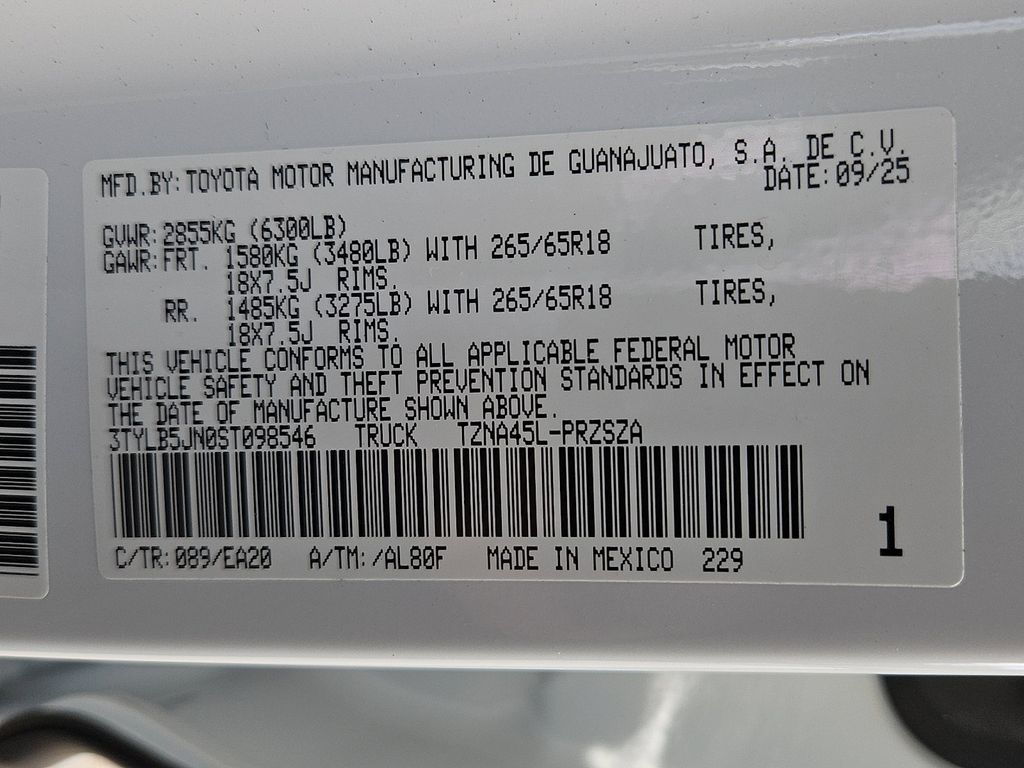 MFD.BY:TOYOTA MOTOR MANUFACTURING DE GUANAJUATO, S.A. DE C.V.
DATE:09/25
GVWR:2855KG (6300LB)
GAWR:FRT. 1580KG (3480LB) WITH 265/65R18 TIRES,
18X7.5J RIMS.
RR. 1485KG (3275LB) WITH 265/65R18 TIRES,
18X7.5J RIMS.
THIS VEHICLE CONFORMS TO ALL APPLICABLE FEDERAL MOTOR
VEHICLE SAFETY AND THEFT PREVENTION STANDARDS IN EFFECT ON
THE DATE OF MANUFACTURE SHOWN ABOVE.
3TYLB5JN0ST098546 TRUCK TZNA45L-PRZSZA
C/TR:089/EA20 A/TM:/AL80F MADE IN MEXICO 229
1